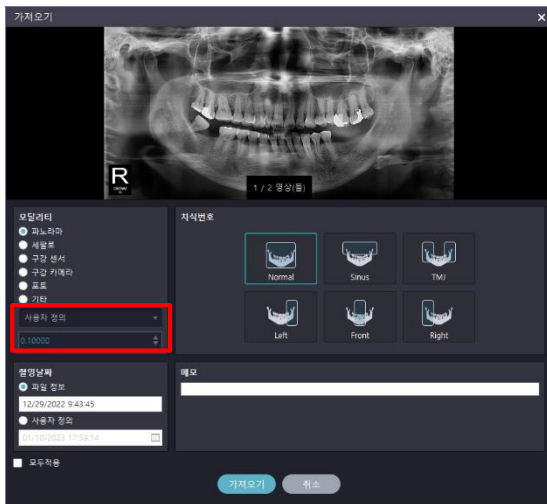 가져오기
R
1 / 2 영상(들)
모달리티
파노라마
세팔로
구강 센서
구강 카메라
포토
기타
사용자 정의
0.10000
치식번호
Normal
Sinus
TMJ
Left
Front
Right
촬영날짜
파일 정보
12/29/2022 9:43:45
사용자 정의
01/10/2023 17:59:14
메모
모두적용
가져오기
취소